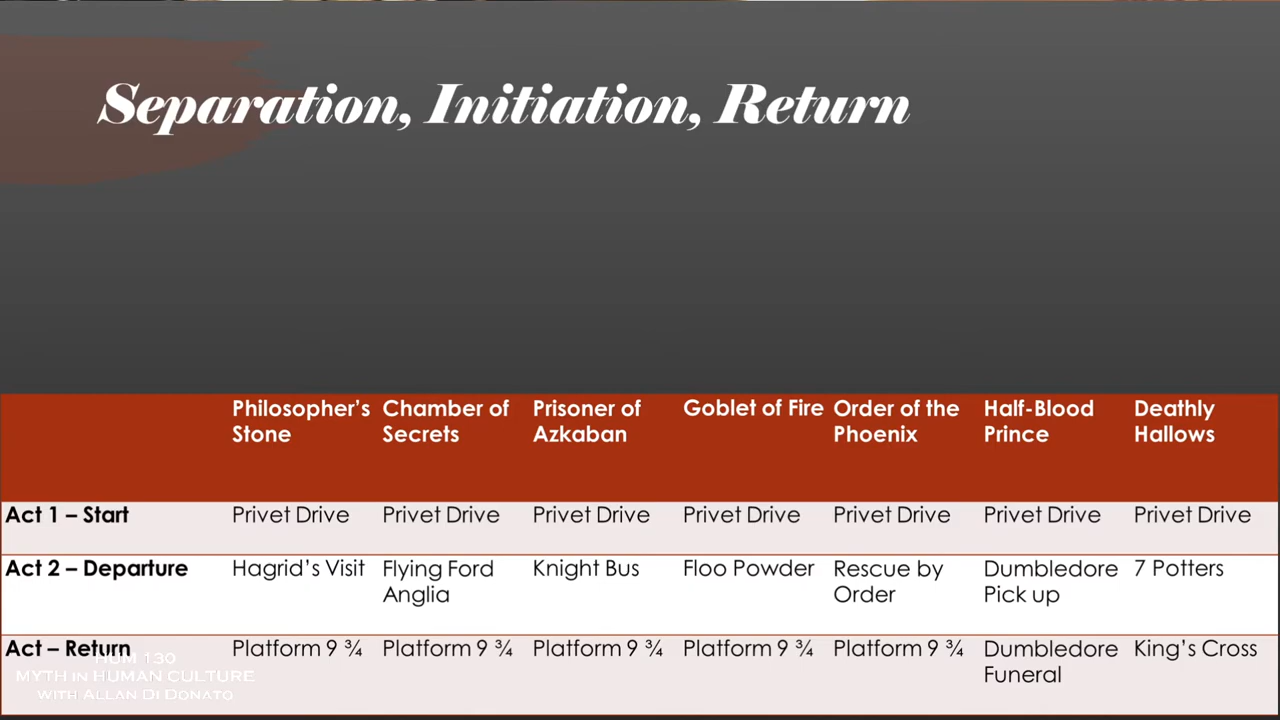 Separation, Initiation, Return
Philosopher's Stone Chamber of Secrets Prisoner of Azkaban Goblet of Fire Order of the Phoenix Half-Blood Prince Deathly Hallows
Act 1 – Start Privet Drive Privet Drive Privet Drive Privet Drive Privet Drive Privet Drive Privet Drive
Act 2 – Departure Hagrid's Visit Flying Ford Anglia Knight Bus Floo Powder Rescue by Order Dumbledore Pick up 7 Potters
Act – Return Platform 9 ¾ Platform 9 ¾ Platform 9 ¾ Platform 9 ¾ Platform 9 ¾ Dumbledore Funeral King's Cross
HUM 130
MYTH IN HUMAN CULTURE
WITH ALLAN DI DONATO